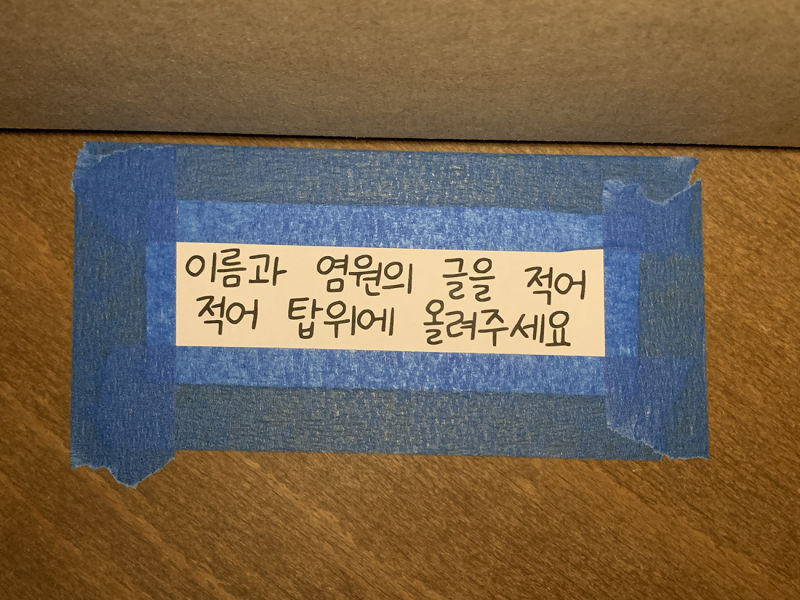 이름과 염원의 글을 적어
적어 탑위에 올려주세요